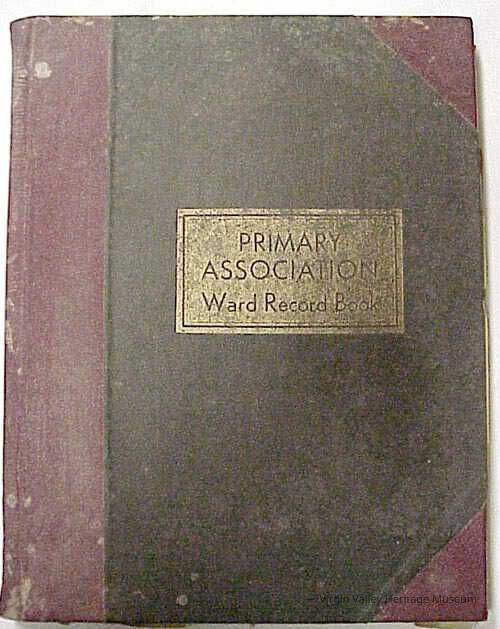 PRIMARY
ASSOCIATION
Ward Record Book
Virgin Valley Heritage Museum